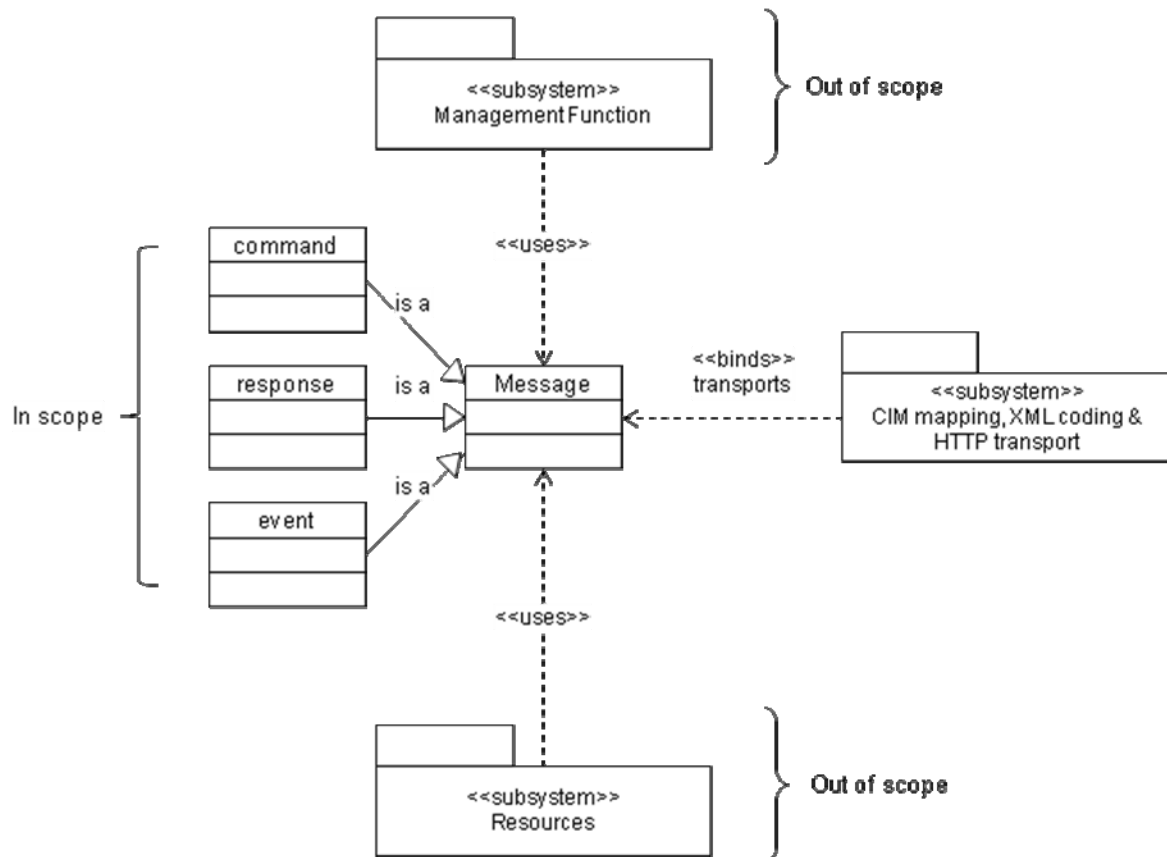 <<subsystem>>
Management Function
Out of scope
<<uses>>
command
is a
response
is a
Message
In scope
event
is a
<<binds>>
transports
<<subsystem>>
CIM mapping, XML coding &
HTTP transport
<<uses>>
<<subsystem>>
Resources
Out of scope